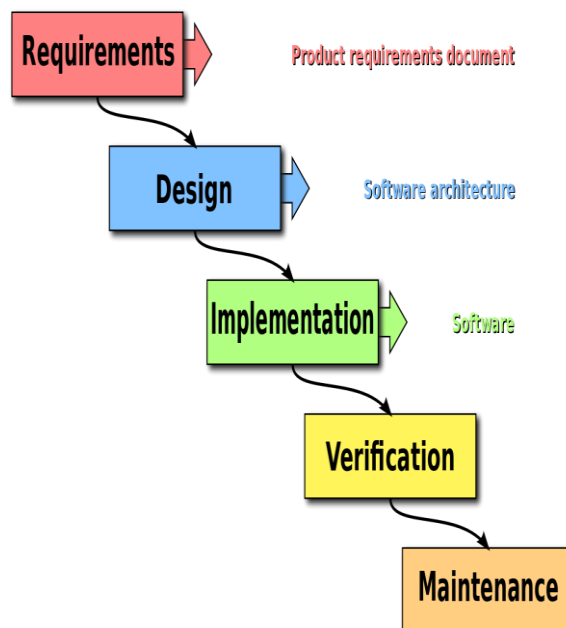 Requirements
Product requirements document
Design
Software architecture
Implementation
Software
Verification
Maintenance